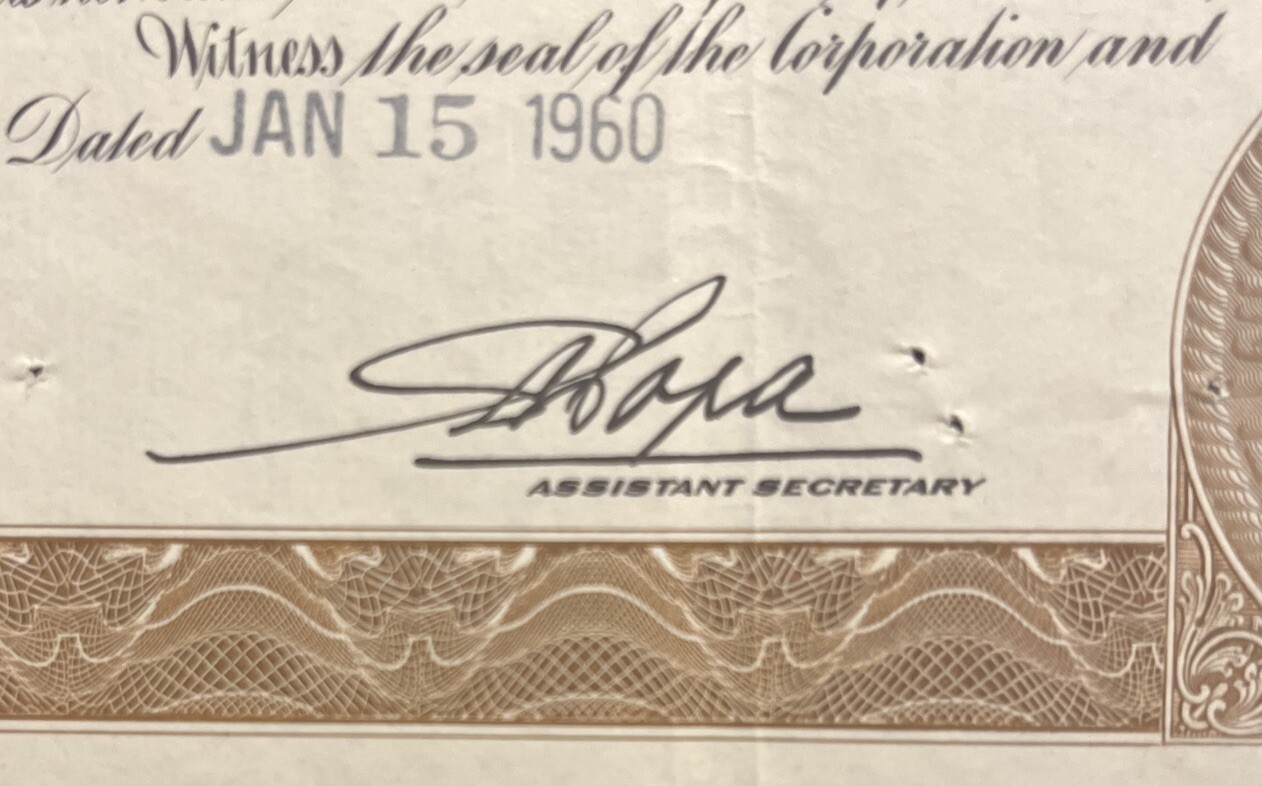 Witness the seal of the Corporation and
Dated JAN 15 1960
ASSISTANT SECRETARY